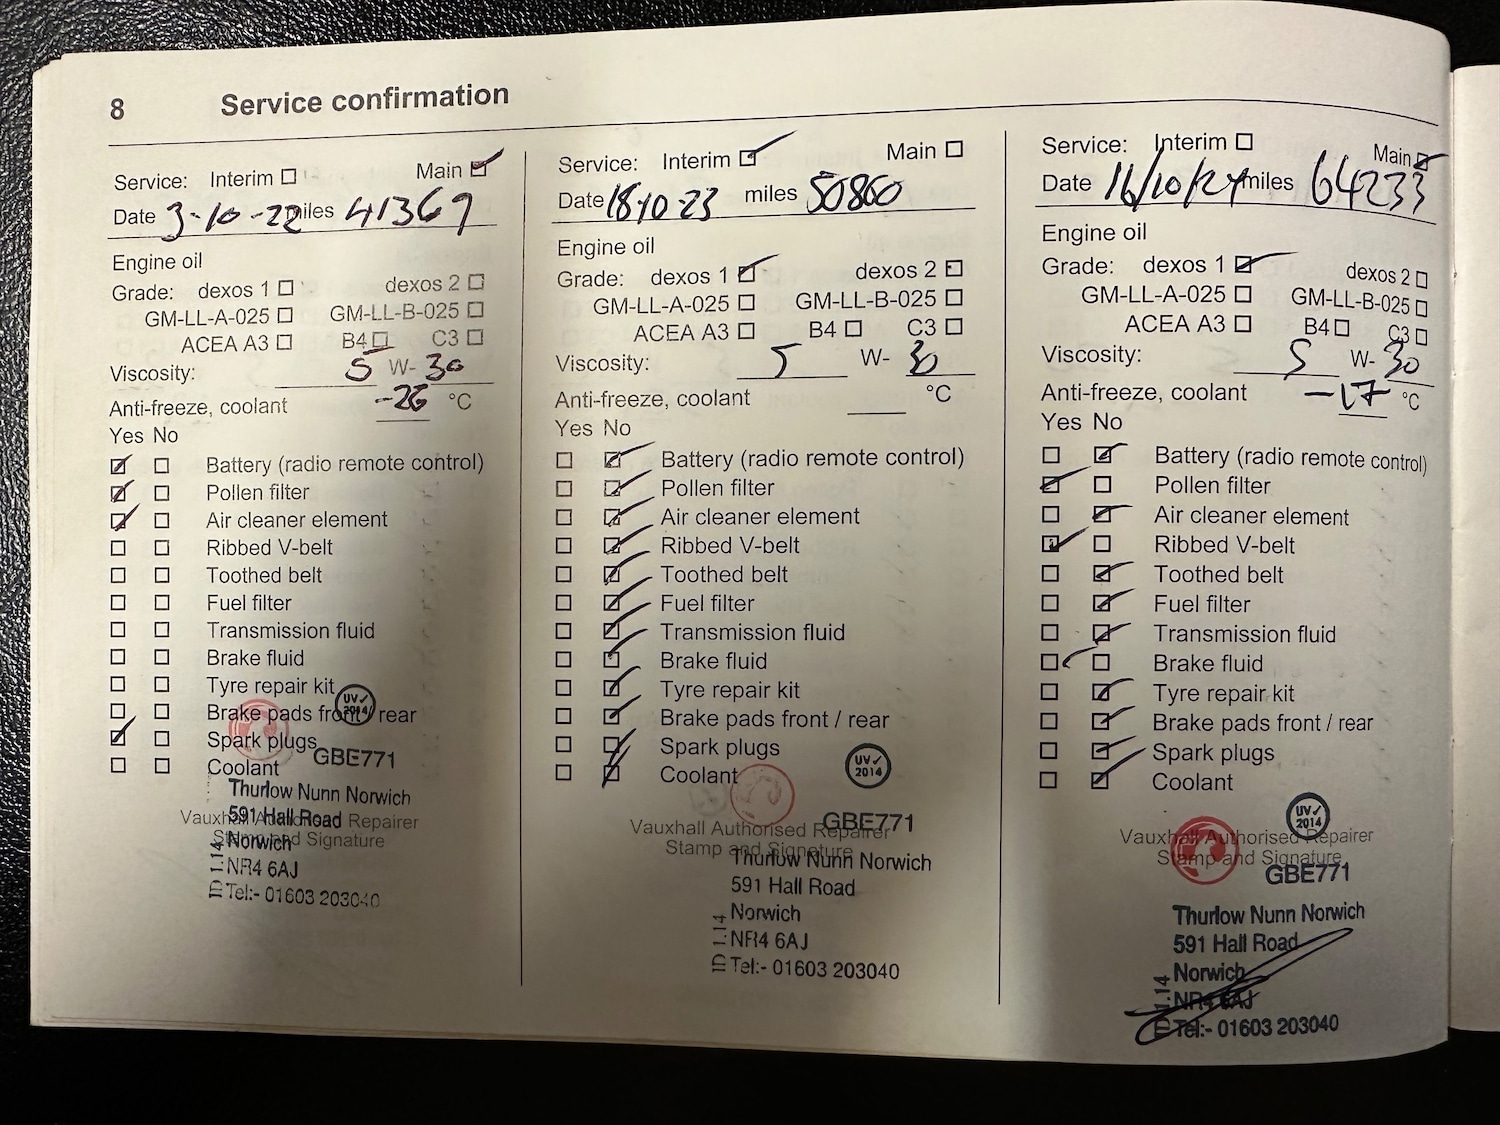 8 Service confirmation
Service: Interim Main
Date 3-10-22 miles 41369
Engine oil
Grade: dexos 1 dexos 2
GM-LL-A-025 GM-LL-B-025
ACEA A3 B4 C3
Viscosity: 5 W- 30
Anti-freeze, coolant -26 °C
Yes No
Battery (radio remote control)
Pollen filter
Air cleaner element
Ribbed V-belt
Toothed belt
Fuel filter
Transmission fluid
Brake fluid
Tyre repair kit
Brake pads front / rear
Spark plugs
Coolant
UV✓
2014
GBE771
Vauxhall Authorised Repairer
Stamp and Signature
Thurlow Nunn Norwich
591 Hall Road
Norwich
NR4 6AJ
Tel:- 01603 203040
ID 1.14
Service: Interim Main
Date 18-10-23 miles 50860
Engine oil
Grade: dexos 1 dexos 2
GM-LL-A-025 GM-LL-B-025
ACEA A3 B4 C3
Viscosity: 5 W- 30
Anti-freeze, coolant °C
Yes No
Battery (radio remote control)
Pollen filter
Air cleaner element
Ribbed V-belt
Toothed belt
Fuel filter
Transmission fluid
Brake fluid
Tyre repair kit
Brake pads front / rear
Spark plugs
Coolant
UV✓
2014
GBE771
Vauxhall Authorised Repairer
Stamp and Signature
Thurlow Nunn Norwich
591 Hall Road
Norwich
NR4 6AJ
Tel:- 01603 203040
ID 1.14
Service: Interim Main
Date 16/10/24 miles 64233
Engine oil
Grade: dexos 1 dexos 2
GM-LL-A-025 GM-LL-B-025
ACEA A3 B4 C3
Viscosity: 5 W- 30
Anti-freeze, coolant -17 °C
Yes No
Battery (radio remote control)
Pollen filter
Air cleaner element
Ribbed V-belt
Toothed belt
Fuel filter
Transmission fluid
Brake fluid
Tyre repair kit
Brake pads front / rear
Spark plugs
Coolant
UV✓
2014
GBE771
Vauxhall Authorised Repairer
Stamp and Signature
Thurlow Nunn Norwich
591 Hall Road
Norwich
NR4 6AJ
Tel:- 01603 203040
ID 1.14